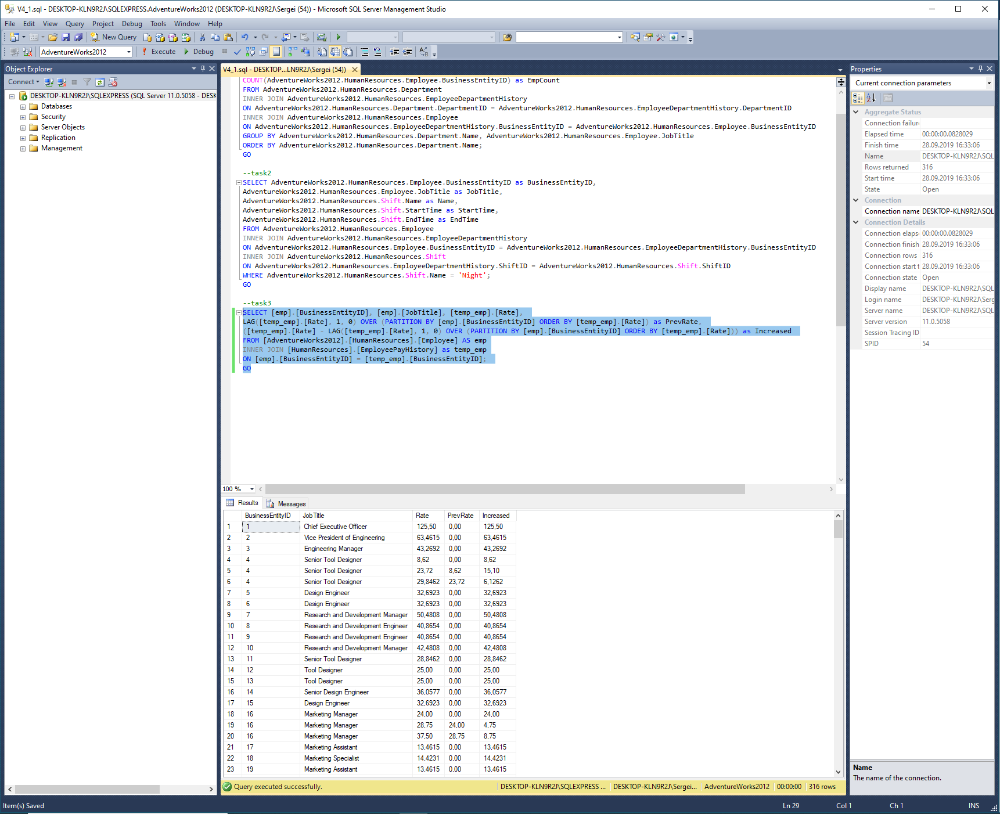 V4_1.sql - DESKTOP-KLN9R2J\SQLEXPRESS.AdventureWorks2012 (DESKTOP-KLN9R2J\Sergei (54)) - Microsoft SQL Server Management Studio
File Edit View Query Project Debug Tools Window Help
New Query
AdventureWorks2012 Execute Debug
Object Explorer
Connect
DESKTOP-KLN9R2J\SQLEXPRESS (SQL Server 11.0.5058 - DESK
Databases
Security
Server Objects
Replication
Management
V4_1.sql - DESKTOP...LN9R2J\Sergei (54))
COUNT(AdventureWorks2012.HumanResources.Employee.BusinessEntityID) as EmpCount
FROM AdventureWorks2012.HumanResources.Department
INNER JOIN AdventureWorks2012.HumanResources.EmployeeDepartmentHistory
ON AdventureWorks2012.HumanResources.Department.DepartmentID = AdventureWorks2012.HumanResources.EmployeeDepartmentHistory.DepartmentID
INNER JOIN AdventureWorks2012.HumanResources.Employee
ON AdventureWorks2012.HumanResources.EmployeeDepartmentHistory.BusinessEntityID = AdventureWorks2012.HumanResources.Employee.BusinessEntityID
GROUP BY AdventureWorks2012.HumanResources.Department.Name, AdventureWorks2012.HumanResources.Employee.JobTitle
ORDER BY AdventureWorks2012.HumanResources.Department.Name;
GO
--task2
SELECT AdventureWorks2012.HumanResources.Employee.BusinessEntityID as BusinessEntityID,
AdventureWorks2012.HumanResources.Employee.JobTitle as JobTitle,
AdventureWorks2012.HumanResources.Shift.Name as Name,
AdventureWorks2012.HumanResources.Shift.StartTime as StartTime,
AdventureWorks2012.HumanResources.Shift.EndTime as EndTime
FROM AdventureWorks2012.HumanResources.Employee
INNER JOIN AdventureWorks2012.HumanResources.EmployeeDepartmentHistory
ON AdventureWorks2012.HumanResources.Employee.BusinessEntityID = AdventureWorks2012.HumanResources.EmployeeDepartmentHistory.BusinessEntityID
INNER JOIN AdventureWorks2012.HumanResources.Shift
ON AdventureWorks2012.HumanResources.EmployeeDepartmentHistory.ShiftID = AdventureWorks2012.HumanResources.Shift.ShiftID
WHERE AdventureWorks2012.HumanResources.Shift.Name = 'Night';
GO
--task3
SELECT [emp].[BusinessEntityID], [emp].[JobTitle], [temp_emp].[Rate],
LAG([temp_emp].[Rate], 1, 0) OVER (PARTITION BY [emp].[BusinessEntityID] ORDER BY [temp_emp].[Rate]) as PrevRate,
([temp_emp].[Rate] - LAG([temp_emp].[Rate], 1, 0) OVER (PARTITION BY [emp].[BusinessEntityID] ORDER BY [temp_emp].[Rate])) as Increased
FROM [AdventureWorks2012].[HumanResources].[Employee] AS emp
INNER JOIN [HumanResources].[EmployeePayHistory] as temp_emp
ON [emp].[BusinessEntityID] = [temp_emp].[BusinessEntityID];
GO
100 %
Results Messages
BusinessEntityID JobTitle Rate PrevRate Increased
1 1 Chief Executive Officer 125,50 0,00 125,50
2 2 Vice President of Engineering 63,4615 0,00 63,4615
3 3 Engineering Manager 43,2692 0,00 43,2692
4 4 Senior Tool Designer 8,62 0,00 8,62
5 4 Senior Tool Designer 23,72 8,62 15,10
6 4 Senior Tool Designer 29,8462 23,72 6,1262
7 5 Design Engineer 32,6923 0,00 32,6923
8 6 Design Engineer 32,6923 0,00 32,6923
9 7 Research and Development Manager 50,4808 0,00 50,4808
10 8 Research and Development Engineer 40,8654 0,00 40,8654
11 9 Research and Development Engineer 40,8654 0,00 40,8654
12 10 Research and Development Manager 42,4808 0,00 42,4808
13 11 Senior Tool Designer 28,8462 0,00 28,8462
14 12 Tool Designer 25,00 0,00 25,00
15 13 Tool Designer 25,00 0,00 25,00
16 14 Senior Design Engineer 36,0577 0,00 36,0577
17 15 Design Engineer 32,6923 0,00 32,6923
18 16 Marketing Manager 24,00 0,00 24,00
19 16 Marketing Manager 28,75 24,00 4,75
20 16 Marketing Manager 37,50 28,75 8,75
21 17 Marketing Assistant 13,4615 0,00 13,4615
22 18 Marketing Specialist 14,4231 0,00 14,4231
23 19 Marketing Assistant 13,4615 0,00 13,4615
Query executed successfully. DESKTOP-KLN9R2J\SQLEXPRESS ... DESKTOP-KLN9R2J\Sergei... AdventureWorks2012 00:00:00 316 rows
Properties
Current connection parameters
Aggregate Status
Connection failure
Elapsed time 00:00:00.0828029
Finish time 28.09.2019 16:33:06
Name DESKTOP-KLN9R2J\SQL
Rows returned 316
Start time 28.09.2019 16:33:06
State Open
Connection
Connection name DESKTOP-KLN9R2J\SQL
Connection Details
Connection elaps 00:00:00.0828029
Connection finish 28.09.2019 16:33:06
Connection rows 316
Connection start t 28.09.2019 16:33:06
Connection state Open
Display name DESKTOP-KLN9R2J\SQL
Login name DESKTOP-KLN9R2J\Serg
Server name DESKTOP-KLN9R2J\SQL
Server version 11.0.5058
Session Tracing ID
SPID 54
Name
The name of the connection.
Item(s) Saved Ln 29 Col 1 Ch 1 INS